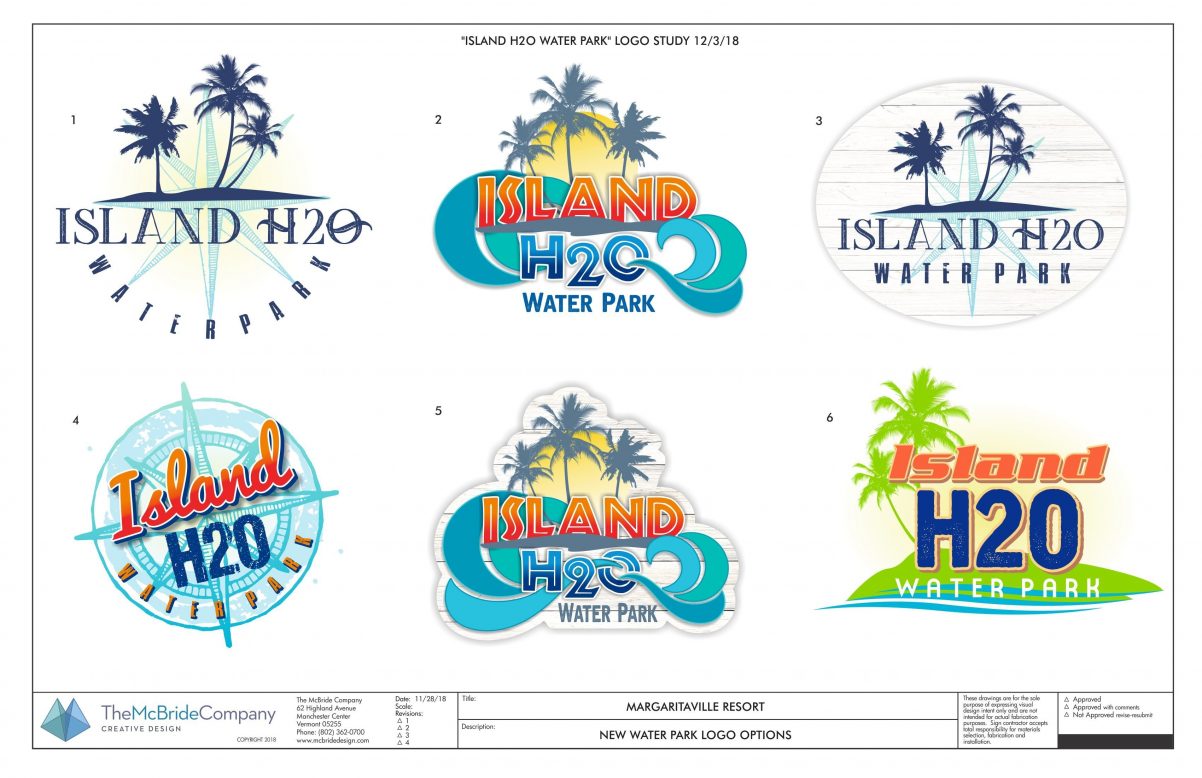 "ISLAND H2O WATER PARK" LOGO STUDY 12/3/18
1
ISLAND H2O
WATERPARK
2
ISLAND
H2O
WATER PARK
3
ISLAND H2O
WATER PARK
4
Island
H2O
WATER PARK
5
ISLAND
H2O
WATER PARK
6
Island
H2O
WATER PARK
TheMcBrideCompany
CREATIVE DESIGN
COPYRIGHT 2018
The McBride Company
62 Highland Avenue
Manchester Center
Vermont 05255
Phone: (802) 362-0700
www.mcbridedesign.com
Date: 11/28/18
Scale:
Revisions:
△ 1
△ 2
△ 3
△ 4
Title:
MARGARITAVILLE RESORT
Description:
NEW WATER PARK LOGO OPTIONS
These drawings are for the sole
purpose of expressing visual
design intent only and are not
intended for actual fabrication
purposes. Sign contractor accepts
total responsibility for materials
selection, fabrication and
installation.
△ Approved
△ Approved with comments
△ Not Approved revise-resubmit